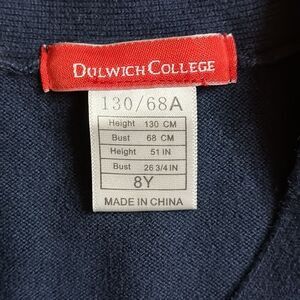 DULWICH COLLEGE
130/68A
Height 130 CM
Bust 68 CM
Height 51 IN
Bust 26 3/4 IN
8Y
MADE IN CHINA